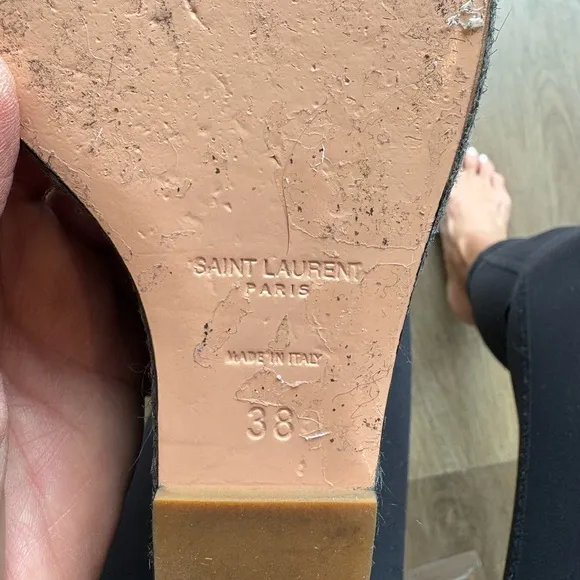 SAINT LAURENT
PARIS
MADE IN ITALY
38